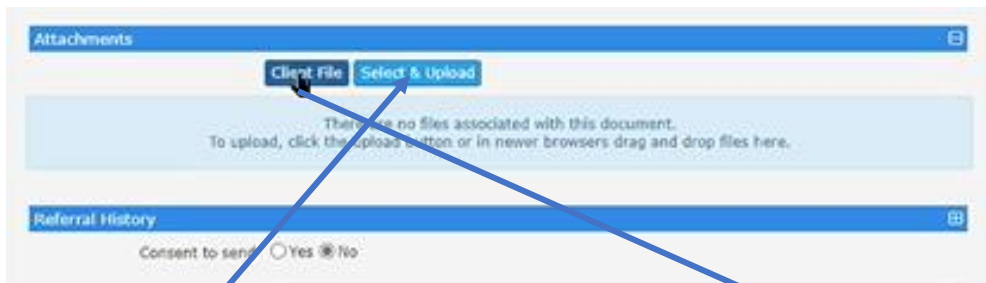 Attachments
Client File Select & Upload
There are no files associated with this document.
To upload, click the upload button or in newer browsers drag and drop files here.
Referral History
Consent to send Yes No